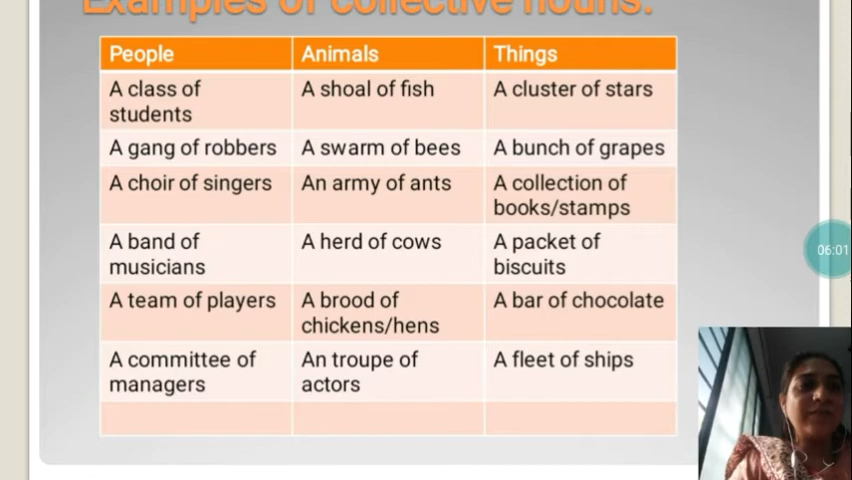 Examples of collective nouns:
People Animals Things
A class of students A shoal of fish A cluster of stars
A gang of robbers A swarm of bees A bunch of grapes
A choir of singers An army of ants A collection of books/stamps
A band of musicians A herd of cows A packet of biscuits
A team of players A brood of chickens/hens A bar of chocolate
A committee of managers An troupe of actors A fleet of ships
06:01